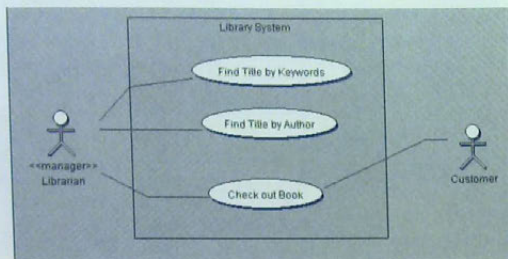 Library System
Find Title by Keywords
Find Title by Author
<<manager>>
Librarian
Check out Book
Customer